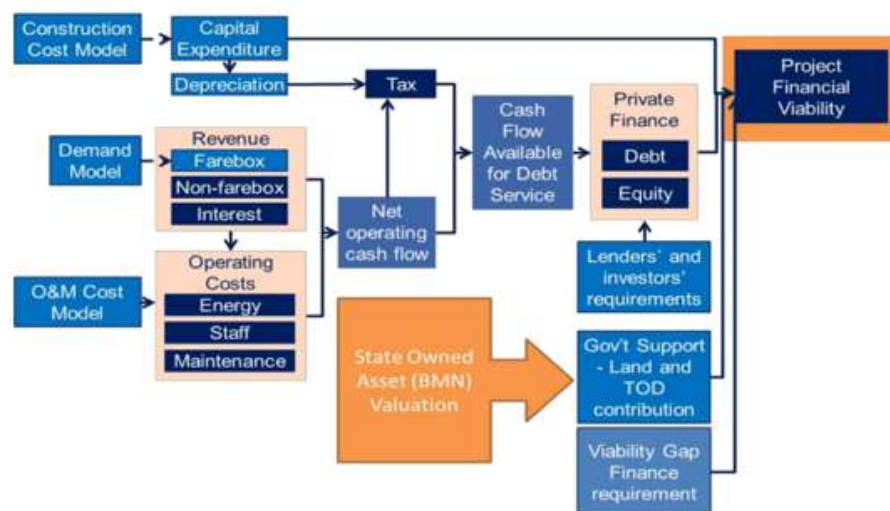 Construction
Cost Model
Capital
Expenditure
Depreciation
Tax
Project
Financial
Viability
Demand
Model
Revenue
Farebox
Non-farebox
Interest
Cash
Flow
Available
for Debt
Service
Private
Finance
Debt
Equity
Net
operating
cash flow
O&M Cost
Model
Operating
Costs
Energy
Staff
Maintenance
Lenders' and
investors'
requirements
State Owned
Asset (BMN)
Valuation
Gov't Support
- Land and
TOD
contribution
Viability Gap
Finance
requirement